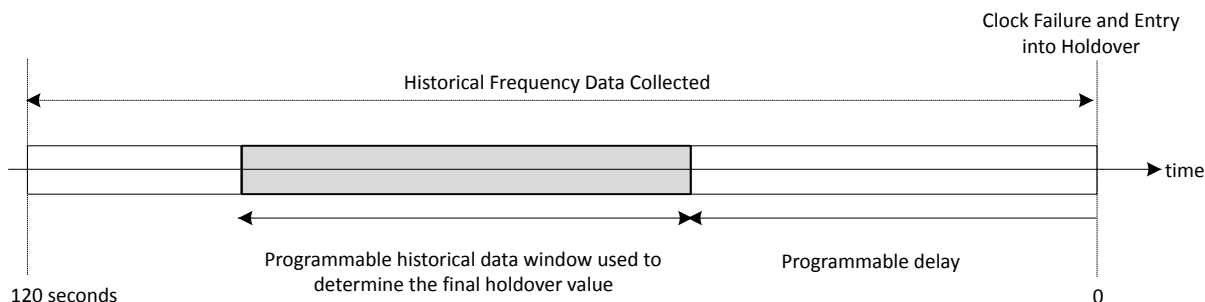 Clock Failure and Entry
into Holdover
Historical Frequency Data Collected
time
Programmable historical data window used to
determine the final holdover value
Programmable delay
120 seconds
0